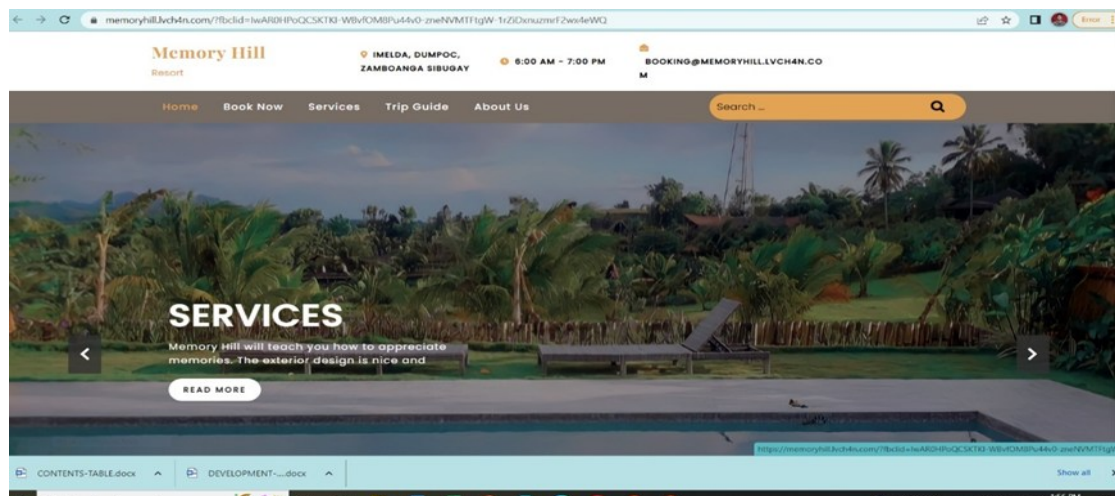 memoryhill.lvch4n.com/?fbclid=IwAR0HPoQCSKTKI-WBvfOM8Pu44v0-zneNVMTFtgW-1rZiOxnuzmrF2wx4eWQ
Error
Memory Hill
Resort
IMELDA, DUMPOC,
ZAMBOANGA SIBUGAY
6:00 AM - 7:00 PM
BOOKING@MEMORYHILL.LVCH4N.CO
M
Home Book Now Services Trip Guide About Us
Search ...
SERVICES
Memory Hill will teach you how to appreciate
memories. The exterior design is nice and
READ MORE
CONTENTS-TABLE.docx
DEVELOPMENT-....docx
Show all